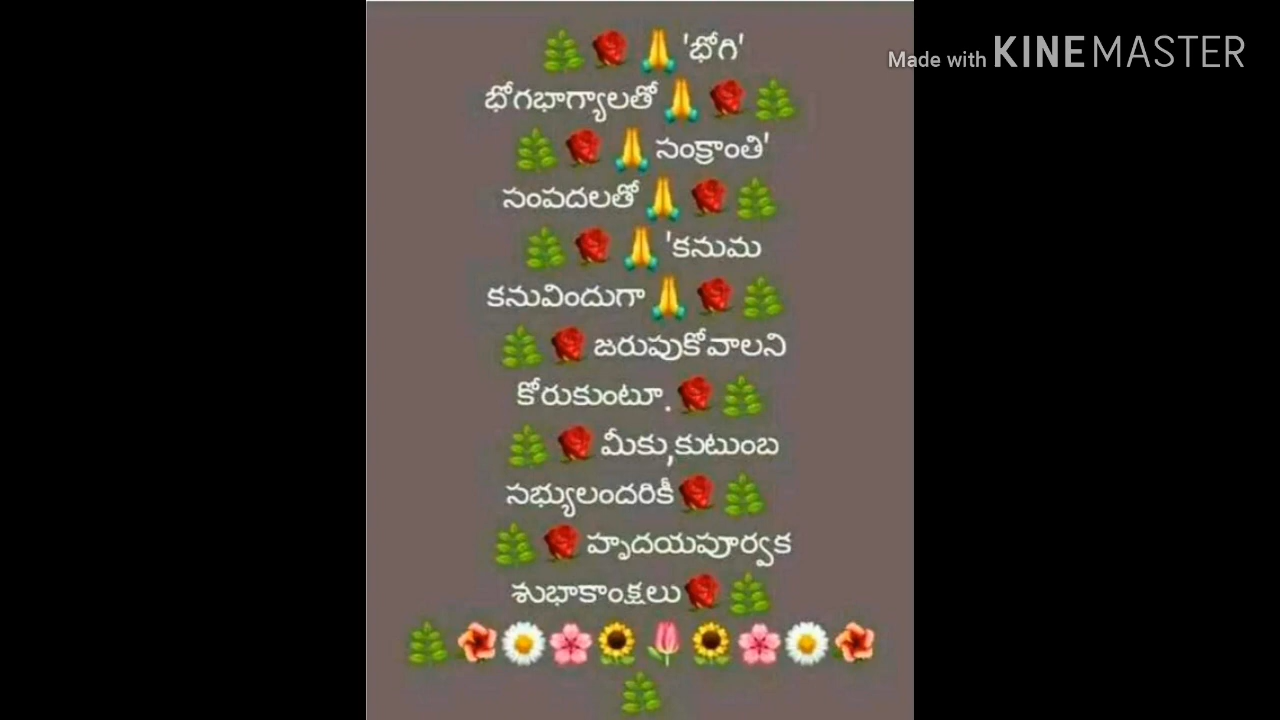 🌿🌹🙏'భోగి'
Made with KINEMASTER
భోగభాగ్యాలతో🙏🌹🌿
🌿🌹🙏సంక్రాంతి'
సంపదలతో🙏🌹🌿
🌿🌹🙏'కనుమ
కనువిందుగా🙏🌹🌿
🌿🌹జరుపుకోవాలని
కోరుకుంటూ.🌹🌿
🌿🌹మీకు,కుటుంబ
సభ్యులందరికీ🌹🌿
🌿🌹హృదయపూర్వక
శుభాకాంక్షలు🌹🌿
🌿🌺🌼🌸🌻🌷🌻🌸🌼🌺
🌿